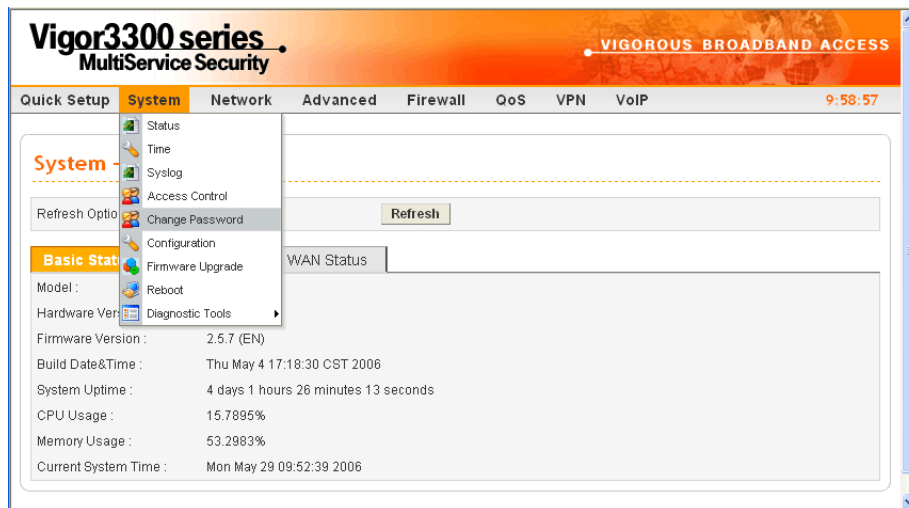 Vigor3300 series
MultiService Security
VIGOROUS BROADBAND ACCESS
Quick Setup System Network Advanced Firewall QoS VPN VoIP 9:58:57
Status
Time
System -
Syslog
Access Control
Refresh Optio
Change Password
Refresh
Configuration
Basic Stat
WAN Status
Firmware Upgrade
Model :
Reboot
Hardware Ver
Diagnostic Tools
Firmware Version : 2.5.7 (EN)
Build Date&Time : Thu May 4 17:18:30 CST 2006
System Uptime : 4 days 1 hours 26 minutes 13 seconds
CPU Usage : 15.7895%
Memory Usage : 53.2983%
Current System Time : Mon May 29 09:52:39 2006